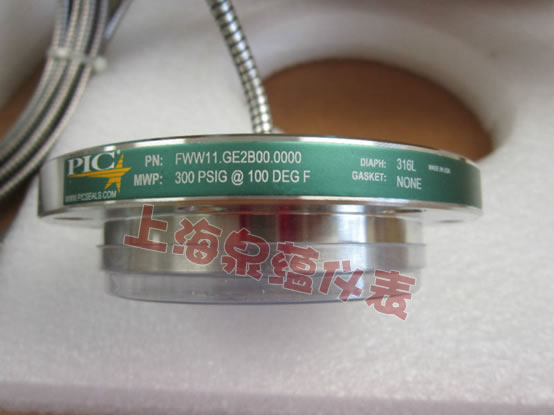 PIC
WWW.PICSEALS.COM
PN: FWW11.GE2B00.0000
MWP: 300 PSIG @ 100 DEG F
DIAPH: 316L
GASKET: NONE
MADE IN USA
上海泉蕴仪表